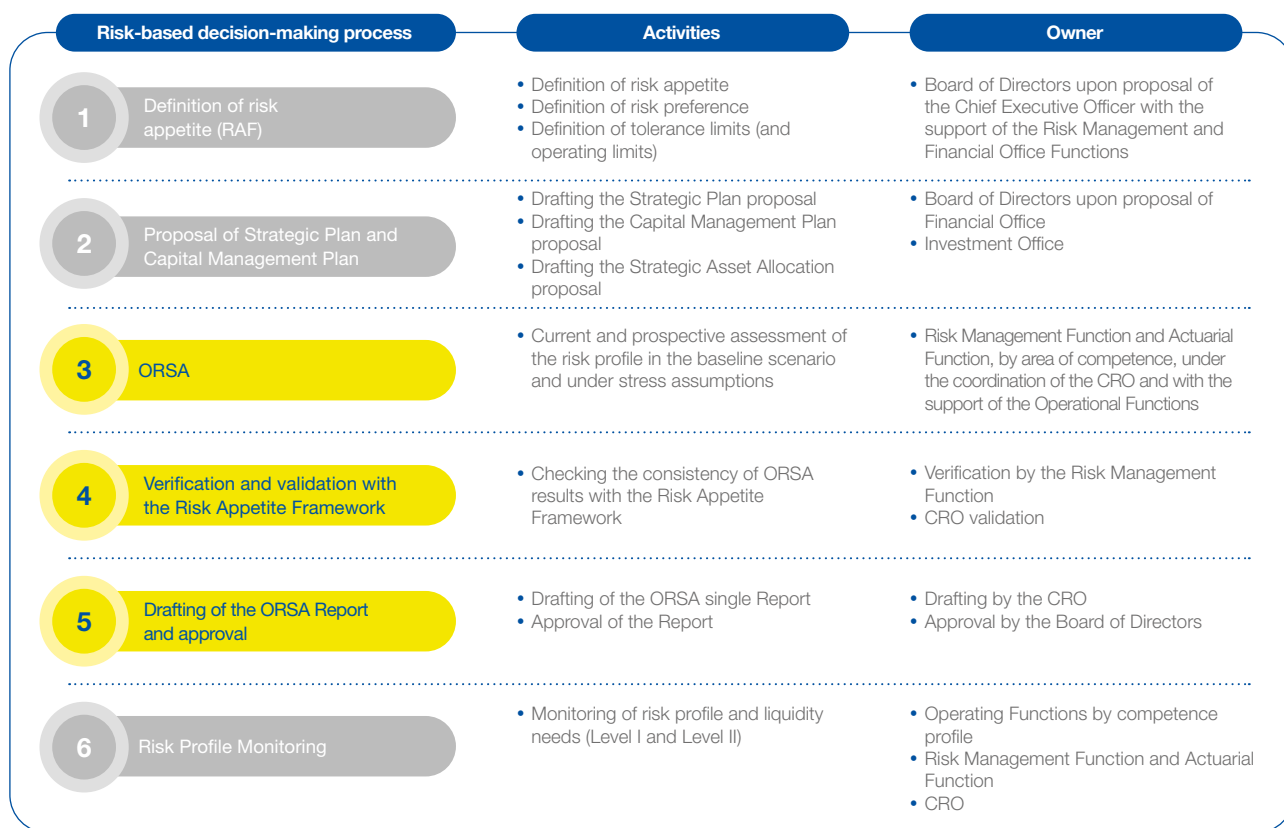 Risk-based decision-making process
Activities
Owner
1
Definition of risk
appetite (RAF)
• Definition of risk appetite
• Definition of risk preference
• Definition of tolerance limits (and
operating limits)
• Board of Directors upon proposal of
the Chief Executive Officer with the
support of the Risk Management and
Financial Office Functions
2
Proposal of Strategic Plan and
Capital Management Plan
• Drafting the Strategic Plan proposal
• Drafting the Capital Management Plan
proposal
• Drafting the Strategic Asset Allocation
proposal
• Board of Directors upon proposal of
Financial Office
• Investment Office
3
ORSA
• Current and prospective assessment of
the risk profile in the baseline scenario
and under stress assumptions
• Risk Management Function and Actuarial
Function, by area of competence, under
the coordination of the CRO and with the
support of the Operational Functions
4
Verification and validation with
the Risk Appetite Framework
• Checking the consistency of ORSA
results with the Risk Appetite
Framework
• Verification by the Risk Management
Function
• CRO validation
5
Drafting of the ORSA Report
and approval
• Drafting of the ORSA single Report
• Approval of the Report
• Drafting by the CRO
• Approval by the Board of Directors
6
Risk Profile Monitoring
• Monitoring of risk profile and liquidity
needs (Level I and Level II)
• Operating Functions by competence
profile
• Risk Management Function and Actuarial
Function
• CRO